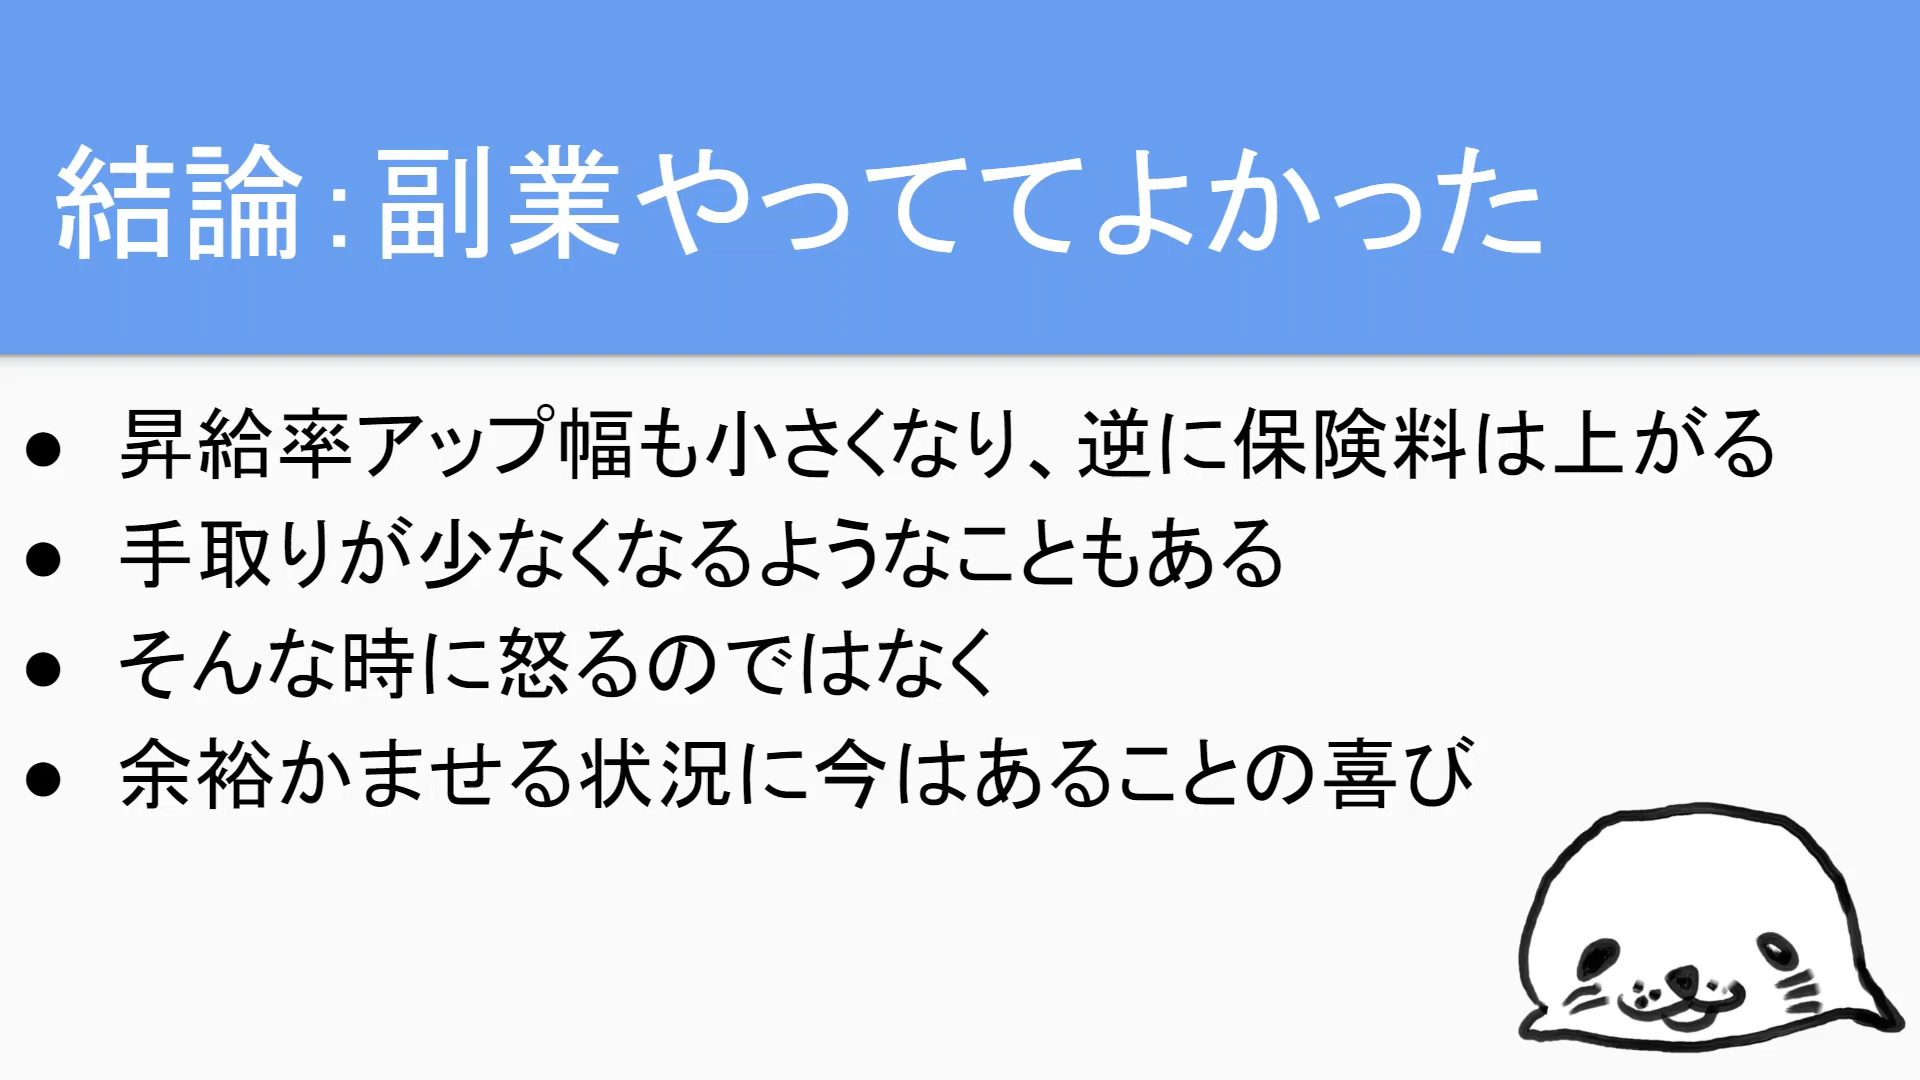 結論：副業やっててよかった
● 昇給率アップ幅も小さくなり、逆に保険料は上がる
● 手取りが少なくなるようなこともある
● そんな時に怒るのではなく
● 余裕かませる状況に今はあることの喜び